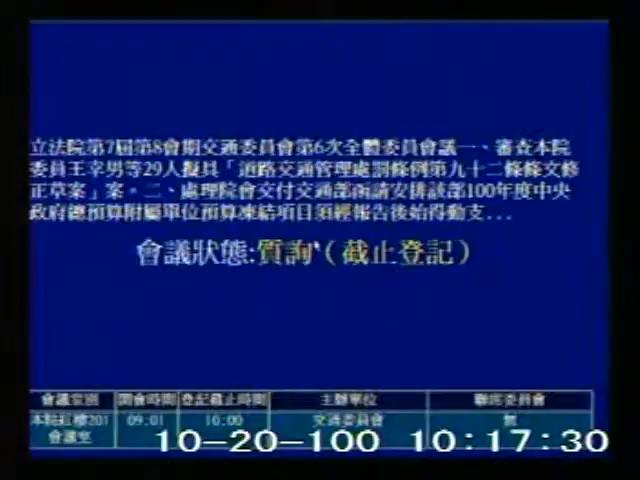 立法院第7屆第8會期交通委員會第6次全體委員會議一、審查本院
委員王幸男等29人擬具「道路交通管理處罰條例第九十二條條文修
正草案」案。二、處理院會交付交通部函請安排該部100年度中央
政府總預算附屬單位預算凍結項目須經報告後始得動支...
會議狀態:質詢（截止登記）
會議室別 開會時間 登記截止時間 主辦單位 聯席委員會
本院紅樓201 09:01 10:00 交通委員會 無
會議室
10-20-100 10:17:30